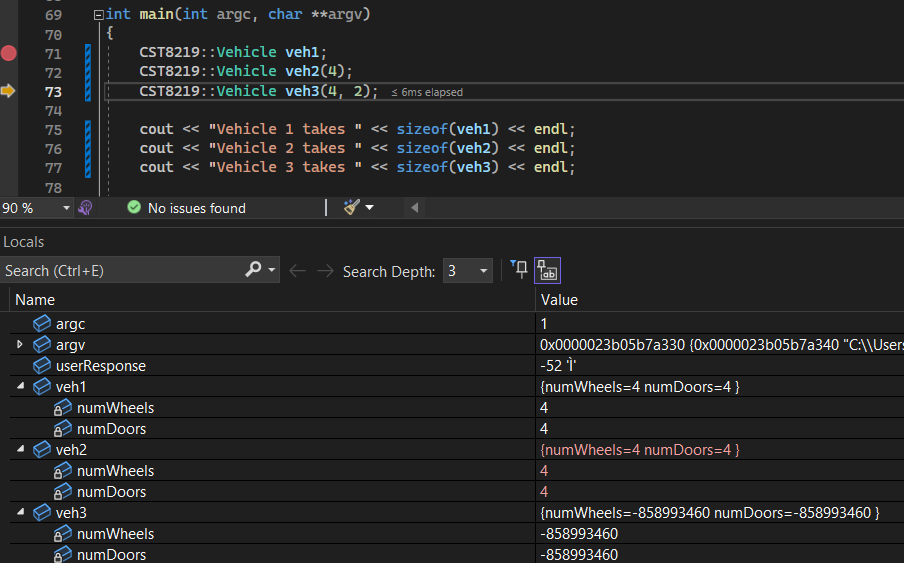 69 int main(int argc, char **argv)
70 {
71 CST8219::Vehicle veh1;
72 CST8219::Vehicle veh2(4);
73 CST8219::Vehicle veh3(4, 2); ≤ 6ms elapsed
74
75 cout << "Vehicle 1 takes " << sizeof(veh1) << endl;
76 cout << "Vehicle 2 takes " << sizeof(veh2) << endl;
77 cout << "Vehicle 3 takes " << sizeof(veh3) << endl;
78
90 % No issues found
Locals
Search (Ctrl+E) Search Depth: 3
Name Value
argc 1
argv 0x0000023b05b7a330 {0x0000023b05b7a340 "C:\\Users
userResponse -52 'Ì'
veh1 {numWheels=4 numDoors=4 }
numWheels 4
numDoors 4
veh2 {numWheels=4 numDoors=4 }
numWheels 4
numDoors 4
veh3 {numWheels=-858993460 numDoors=-858993460 }
numWheels -858993460
numDoors -858993460